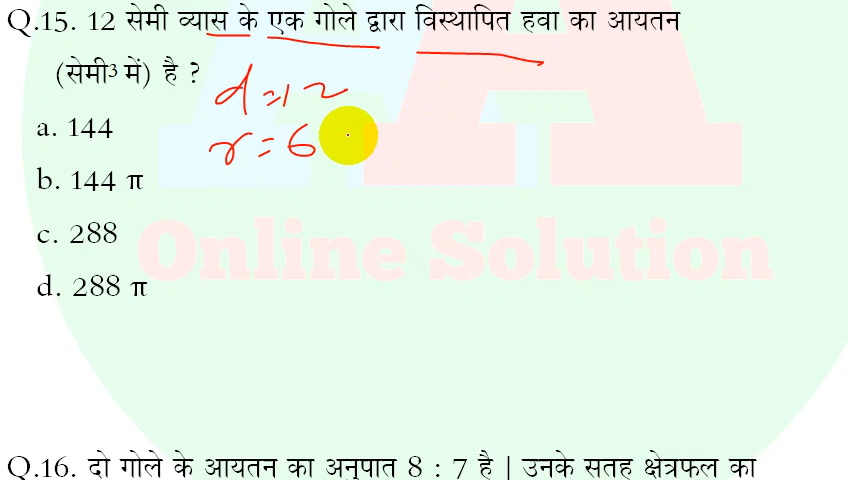 Q.15. 12 सेमी व्यास के एक गोले द्वारा विस्थापित हवा का आयतन
(सेमी³ में) है ?
d = 12
a. 144
r = 6
b. 144 π
c. 288
Online Solution
d. 288 π
Q.16. दो गोले के आयतन का अनुपात 8 : 7 है | उनके सतह क्षेत्रफल का